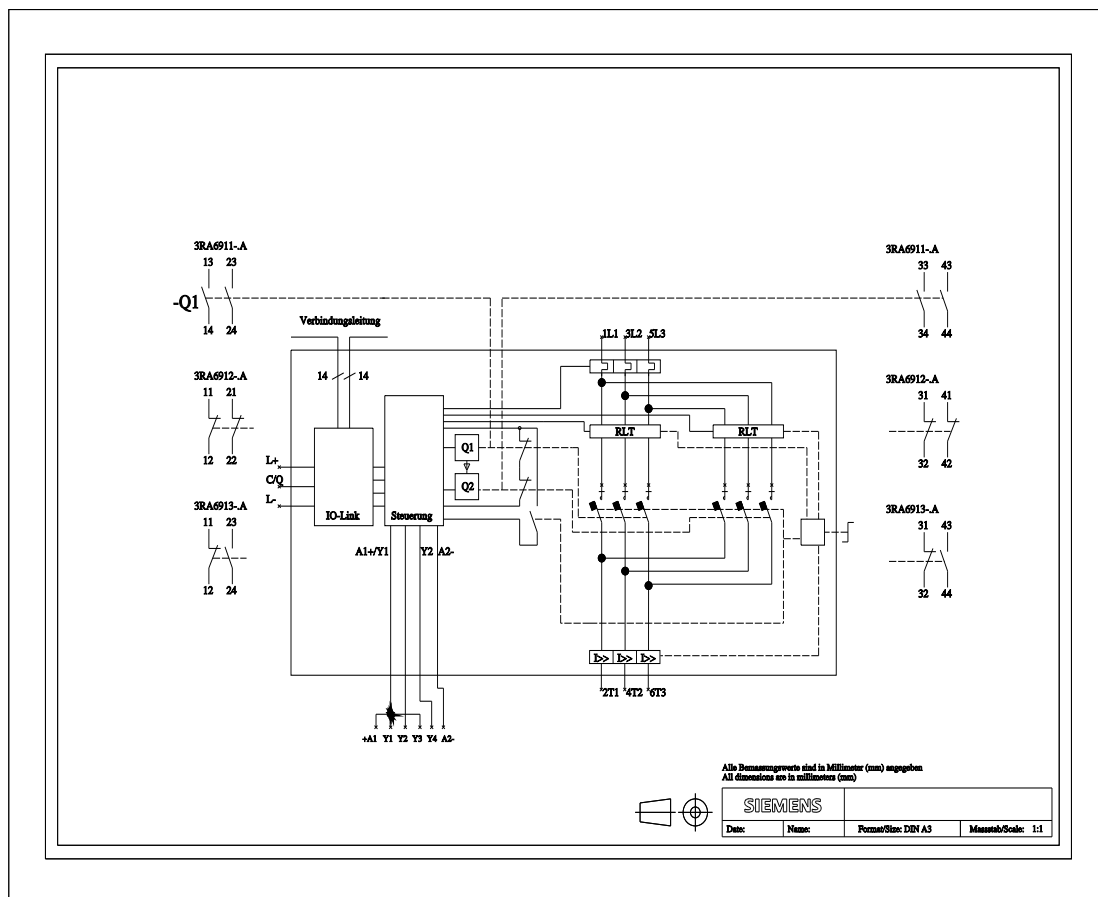 3RA6911-.A
13 23
-Q1
14 24
3RA6912-.A
11 21
12 22
3RA6913-.A
11 23
12 24
Verbindungsleitung
14 14
L+
C/Q
L-
IO-Link
Steuerung
Q1
Q2
A1+/Y1 Y2 A2-
+A1 Y1 Y2 Y3 Y4 A2-
1L1 3L2 5L3
RLT RLT
I>> I>> I>>
2T1 4T2 6T3
3RA6911-.A
33 43
34 44
3RA6912-.A
31 41
32 42
3RA6913-.A
31 43
32 44
Alle Bemassungswerte sind in Millimeter (mm) angegeben
All dimensions are in millimeters (mm)
SIEMENS
Date: Name: Format/Size: DIN A3 Massstab/Scale: 1:1